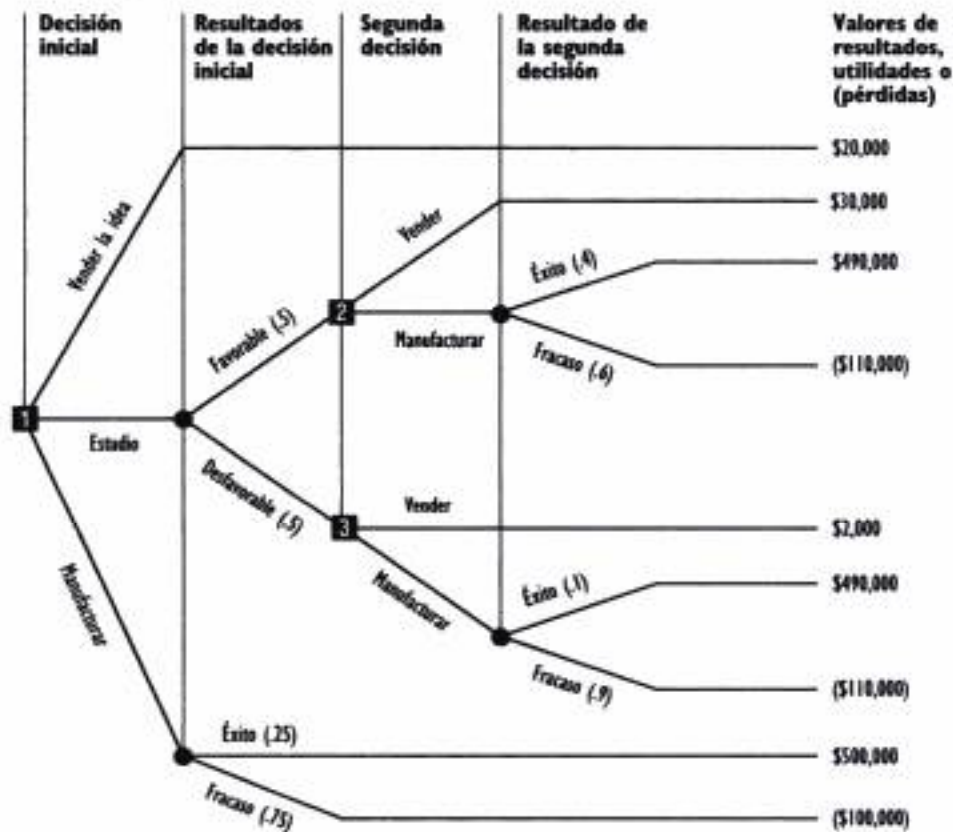 Decisión
inicial
Resultados
de la decisión
inicial
Segunda
decisión
Resultado de
la segunda
decisión
Valores de
resultados,
utilidades o
(pérdidas)
Vender la idea
$20,000
Vender
$30,000
Éxito (.4)
$490,000
Favorable (.5)
2
Manufacturar
Fracaso (.6)
($110,000)
1
Estudio
Desfavorable (.5)
3
Vender
$2,000
Manufacturar
Éxito (.1)
$490,000
Fracaso (.9)
($110,000)
Manufacturar
Éxito (.25)
$500,000
Fracaso (.75)
($100,000)